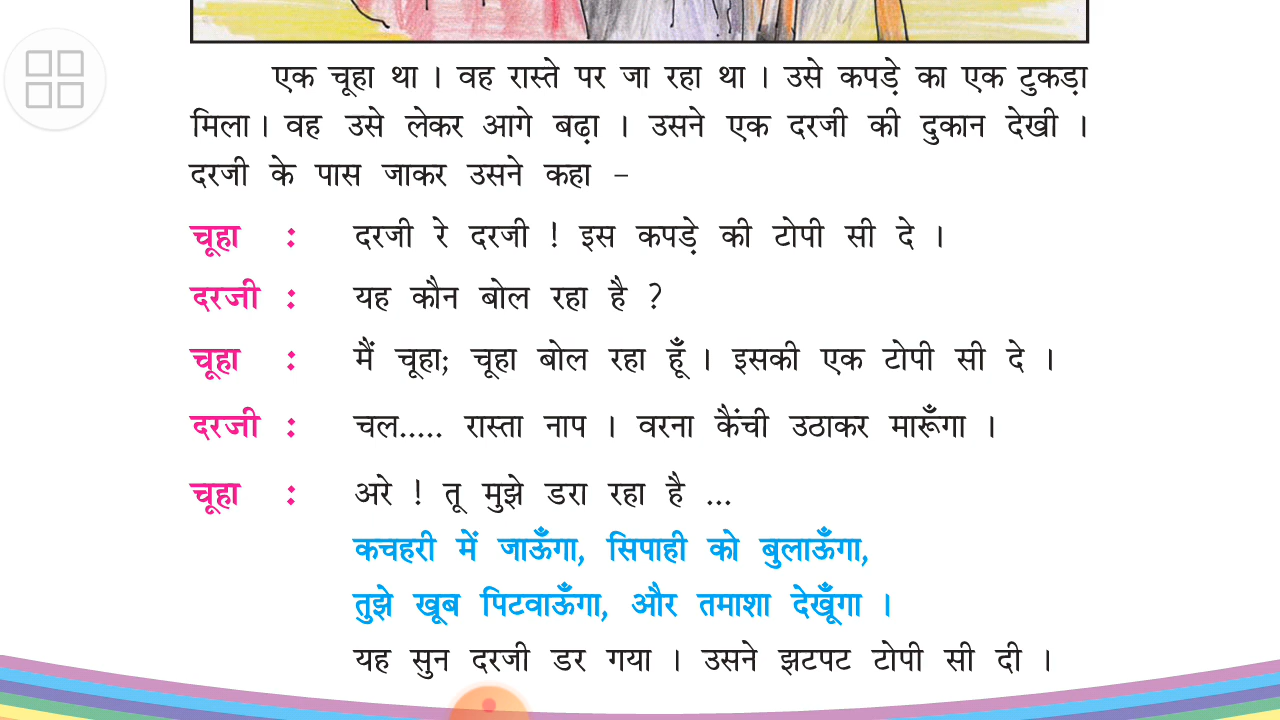 एक चूहा था । वह रास्ते पर जा रहा था । उसे कपड़े का एक टुकड़ा
मिला । वह उसे लेकर आगे बढ़ा । उसने एक दरजी की दुकान देखी ।
दरजी के पास जाकर उसने कहा –
चूहा : दरजी रे दरजी ! इस कपड़े की टोपी सी दे ।
दरजी : यह कौन बोल रहा है ?
चूहा : मैं चूहा; चूहा बोल रहा हूँ । इसकी एक टोपी सी दे ।
दरजी : चल..... रास्ता नाप । वरना कैंची उठाकर मारूँगा ।
चूहा : अरे ! तू मुझे डरा रहा है ...
कचहरी में जाऊँगा, सिपाही को बुलाऊँगा,
तुझे खूब पिटवाऊँगा, और तमाशा देखूँगा ।
यह सुन दरजी डर गया । उसने झटपट टोपी सी दी ।